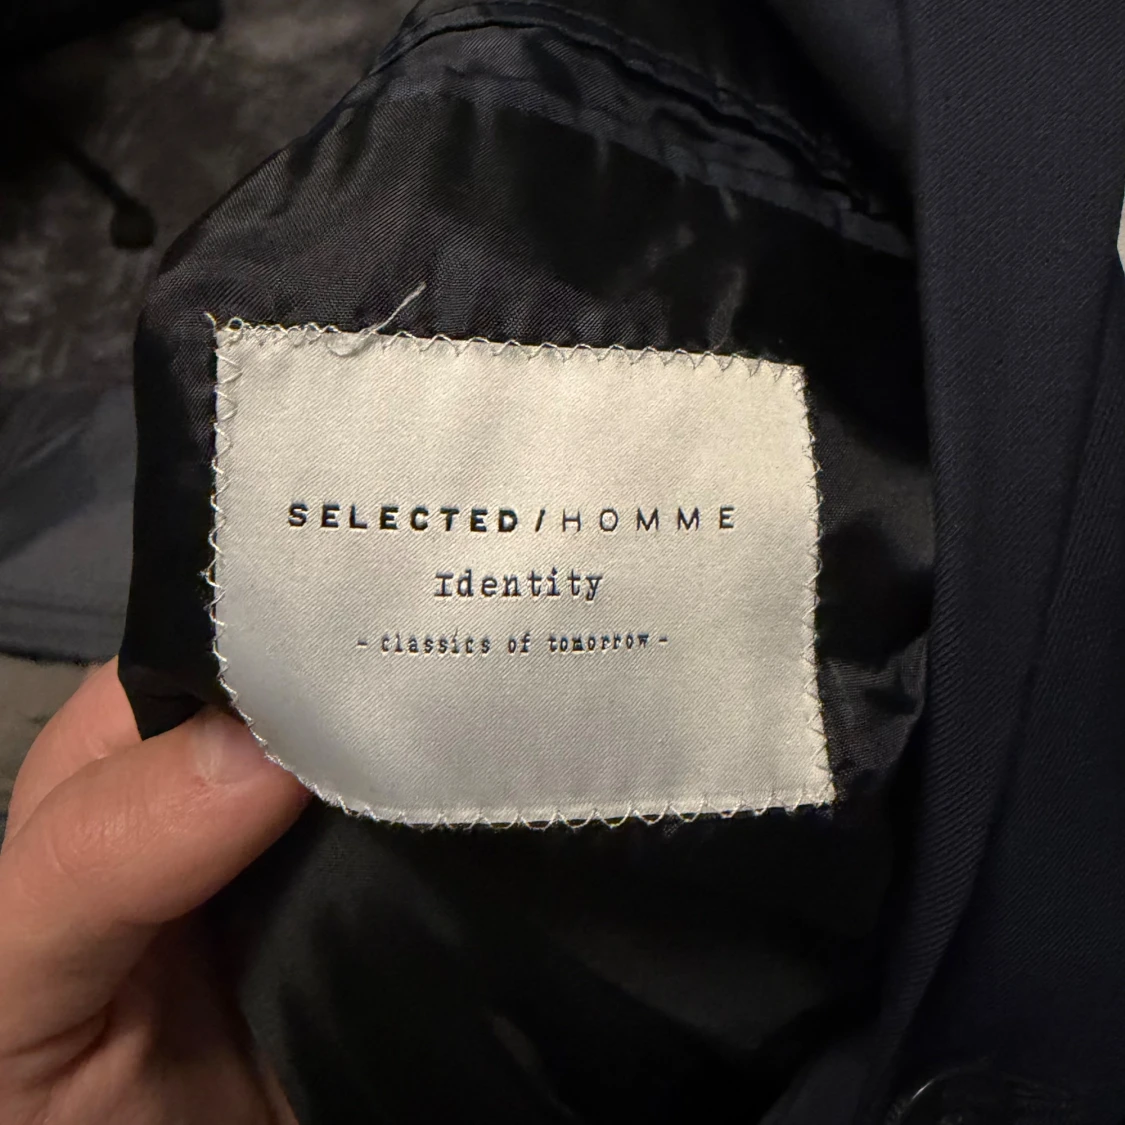 SELECTED/HOMME
Identity
- classics of tomorrow -